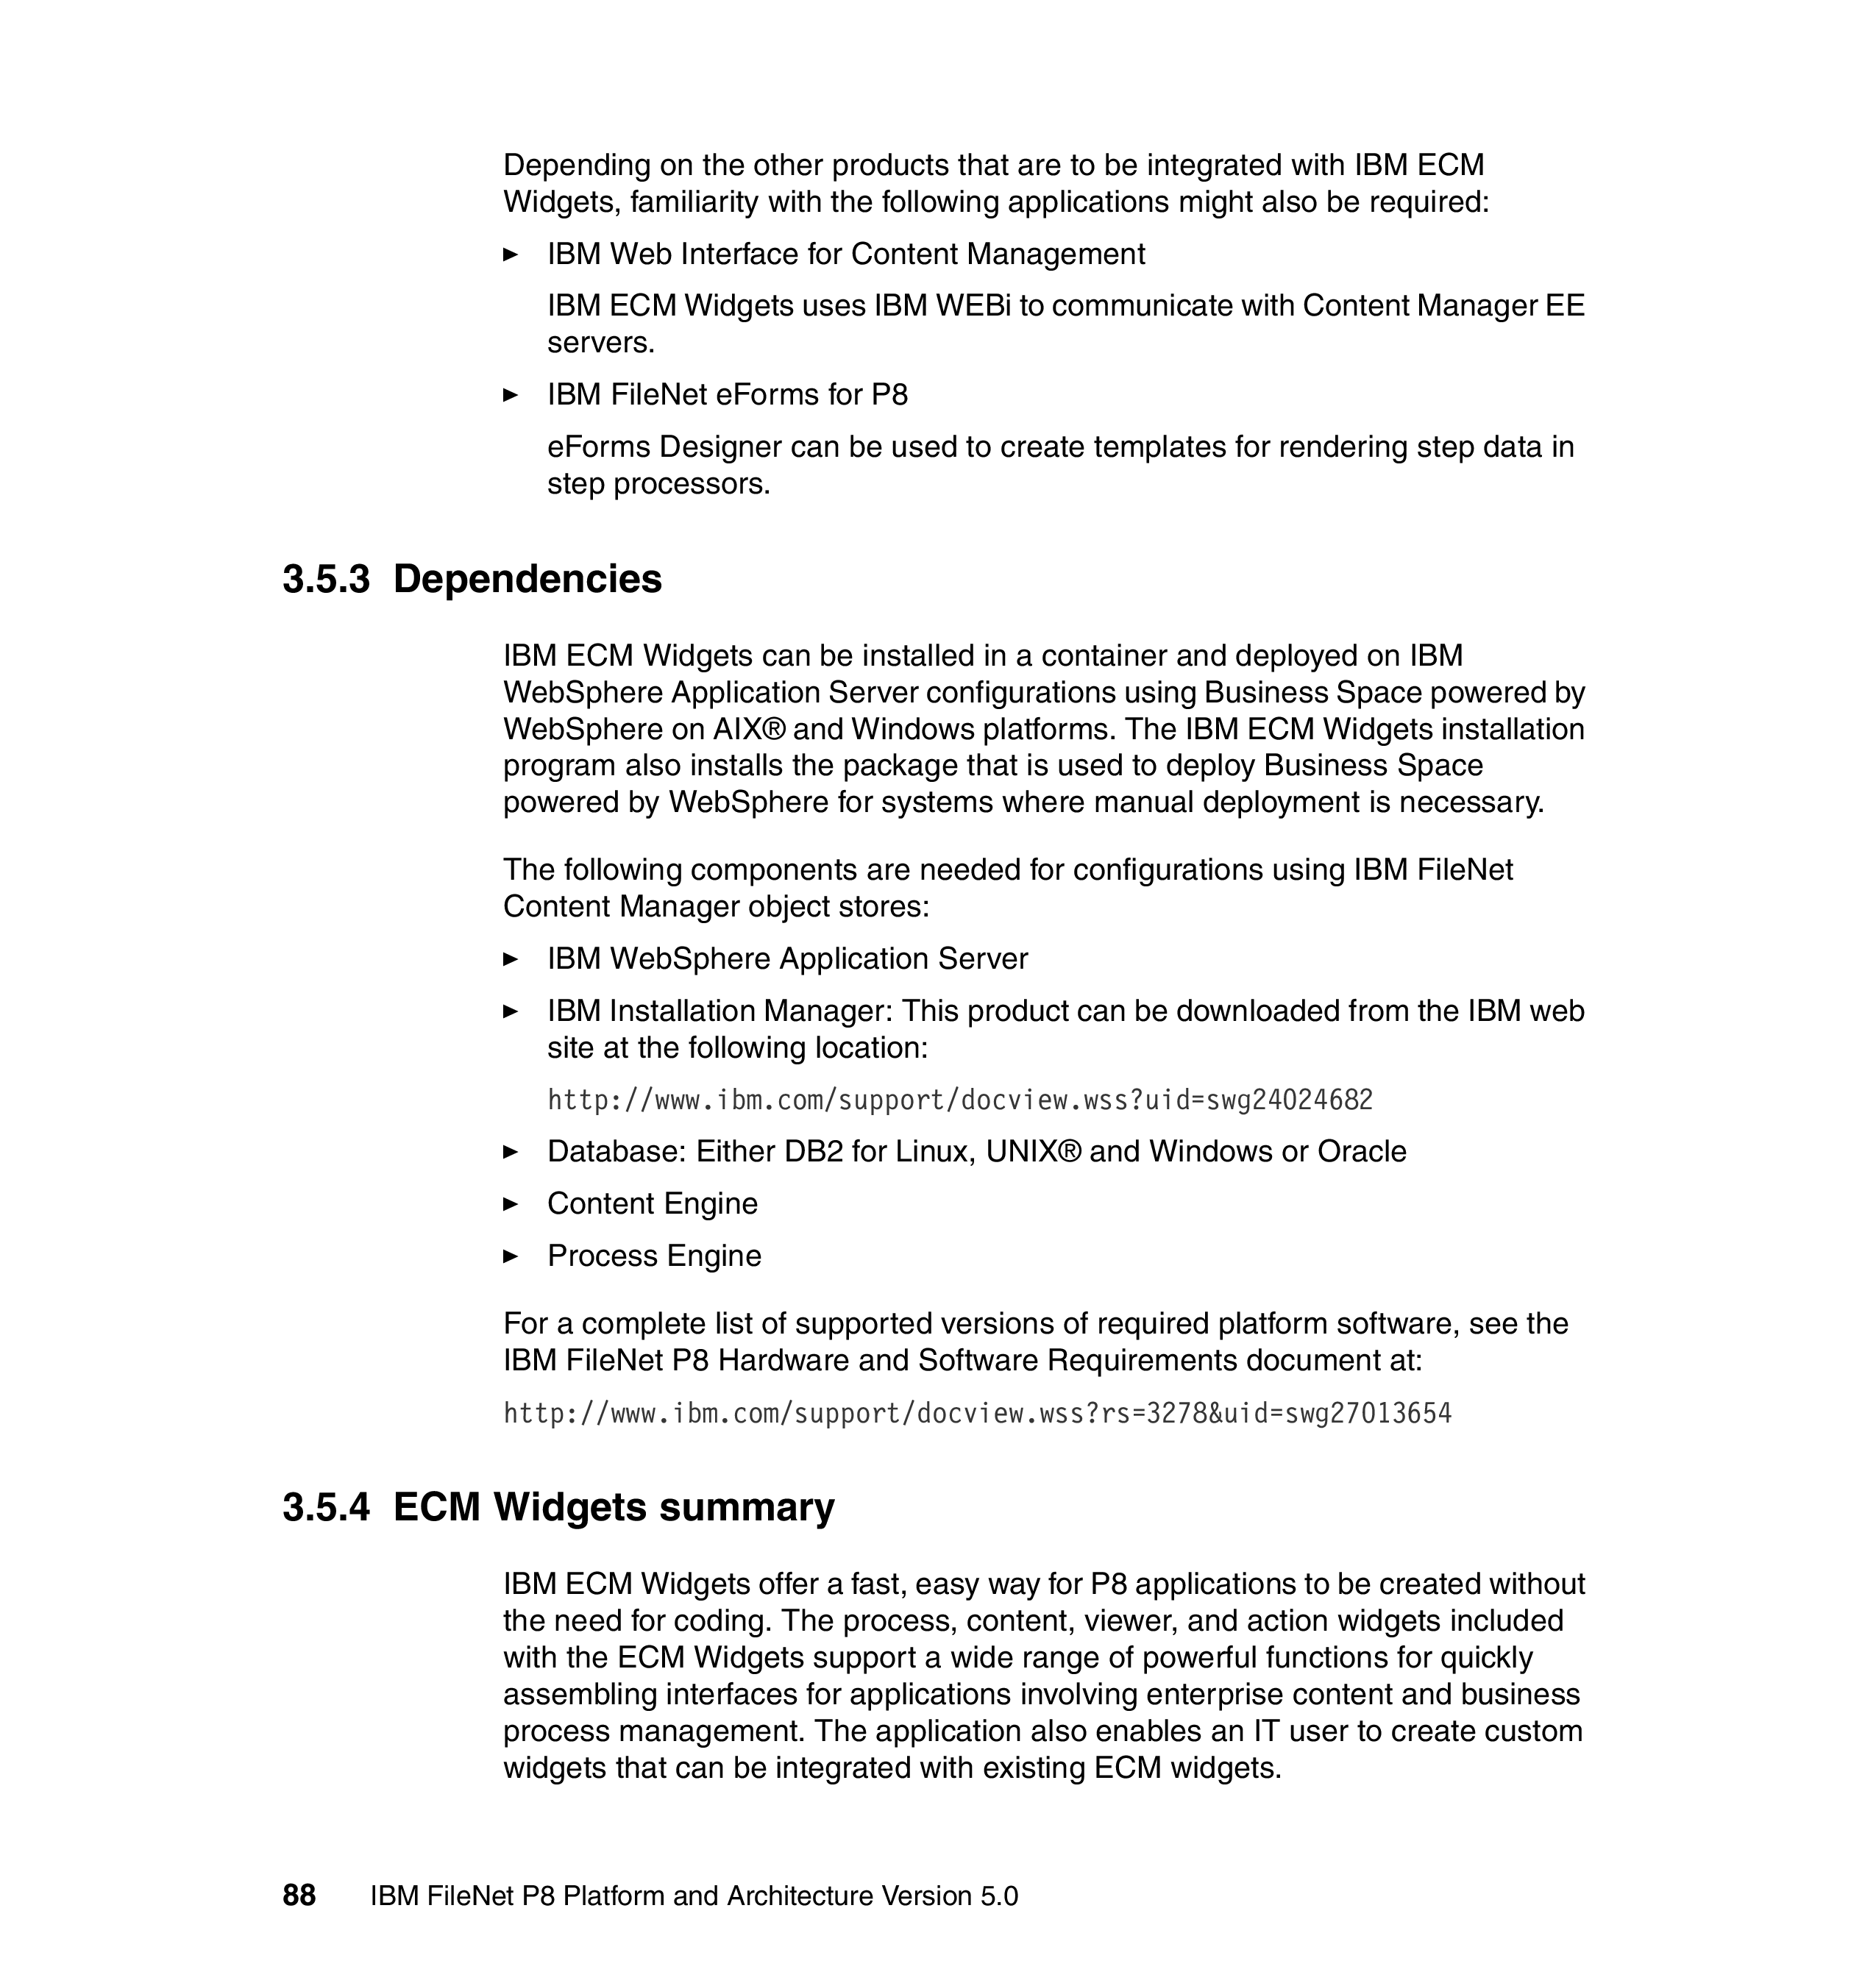 Depending on the other products that are to be integrated with IBM ECM
Widgets, familiarity with the following applications might also be required:
► IBM Web Interface for Content Management
IBM ECM Widgets uses IBM WEBi to communicate with Content Manager EE
servers.
► IBM FileNet eForms for P8
eForms Designer can be used to create templates for rendering step data in
step processors.
3.5.3 Dependencies
IBM ECM Widgets can be installed in a container and deployed on IBM
WebSphere Application Server configurations using Business Space powered by
WebSphere on AIX® and Windows platforms. The IBM ECM Widgets installation
program also installs the package that is used to deploy Business Space
powered by WebSphere for systems where manual deployment is necessary.
The following components are needed for configurations using IBM FileNet
Content Manager object stores:
► IBM WebSphere Application Server
► IBM Installation Manager: This product can be downloaded from the IBM web
site at the following location:
http://www.ibm.com/support/docview.wss?uid=swg24024682
► Database: Either DB2 for Linux, UNIX® and Windows or Oracle
► Content Engine
► Process Engine
For a complete list of supported versions of required platform software, see the
IBM FileNet P8 Hardware and Software Requirements document at:
http://www.ibm.com/support/docview.wss?rs=3278&uid=swg27013654
3.5.4 ECM Widgets summary
IBM ECM Widgets offer a fast, easy way for P8 applications to be created without
the need for coding. The process, content, viewer, and action widgets included
with the ECM Widgets support a wide range of powerful functions for quickly
assembling interfaces for applications involving enterprise content and business
process management. The application also enables an IT user to create custom
widgets that can be integrated with existing ECM widgets.
88 IBM FileNet P8 Platform and Architecture Version 5.0